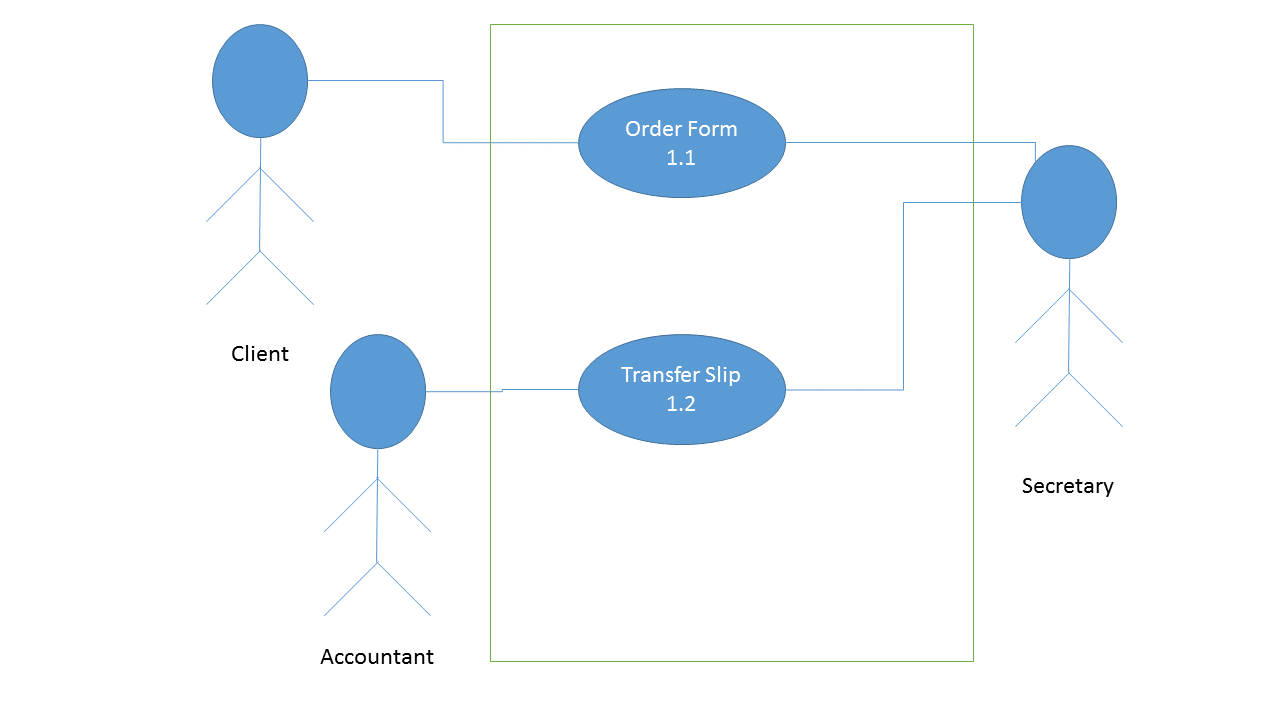 Order Form
1.1
Client
Transfer Slip
1.2
Secretary
Accountant